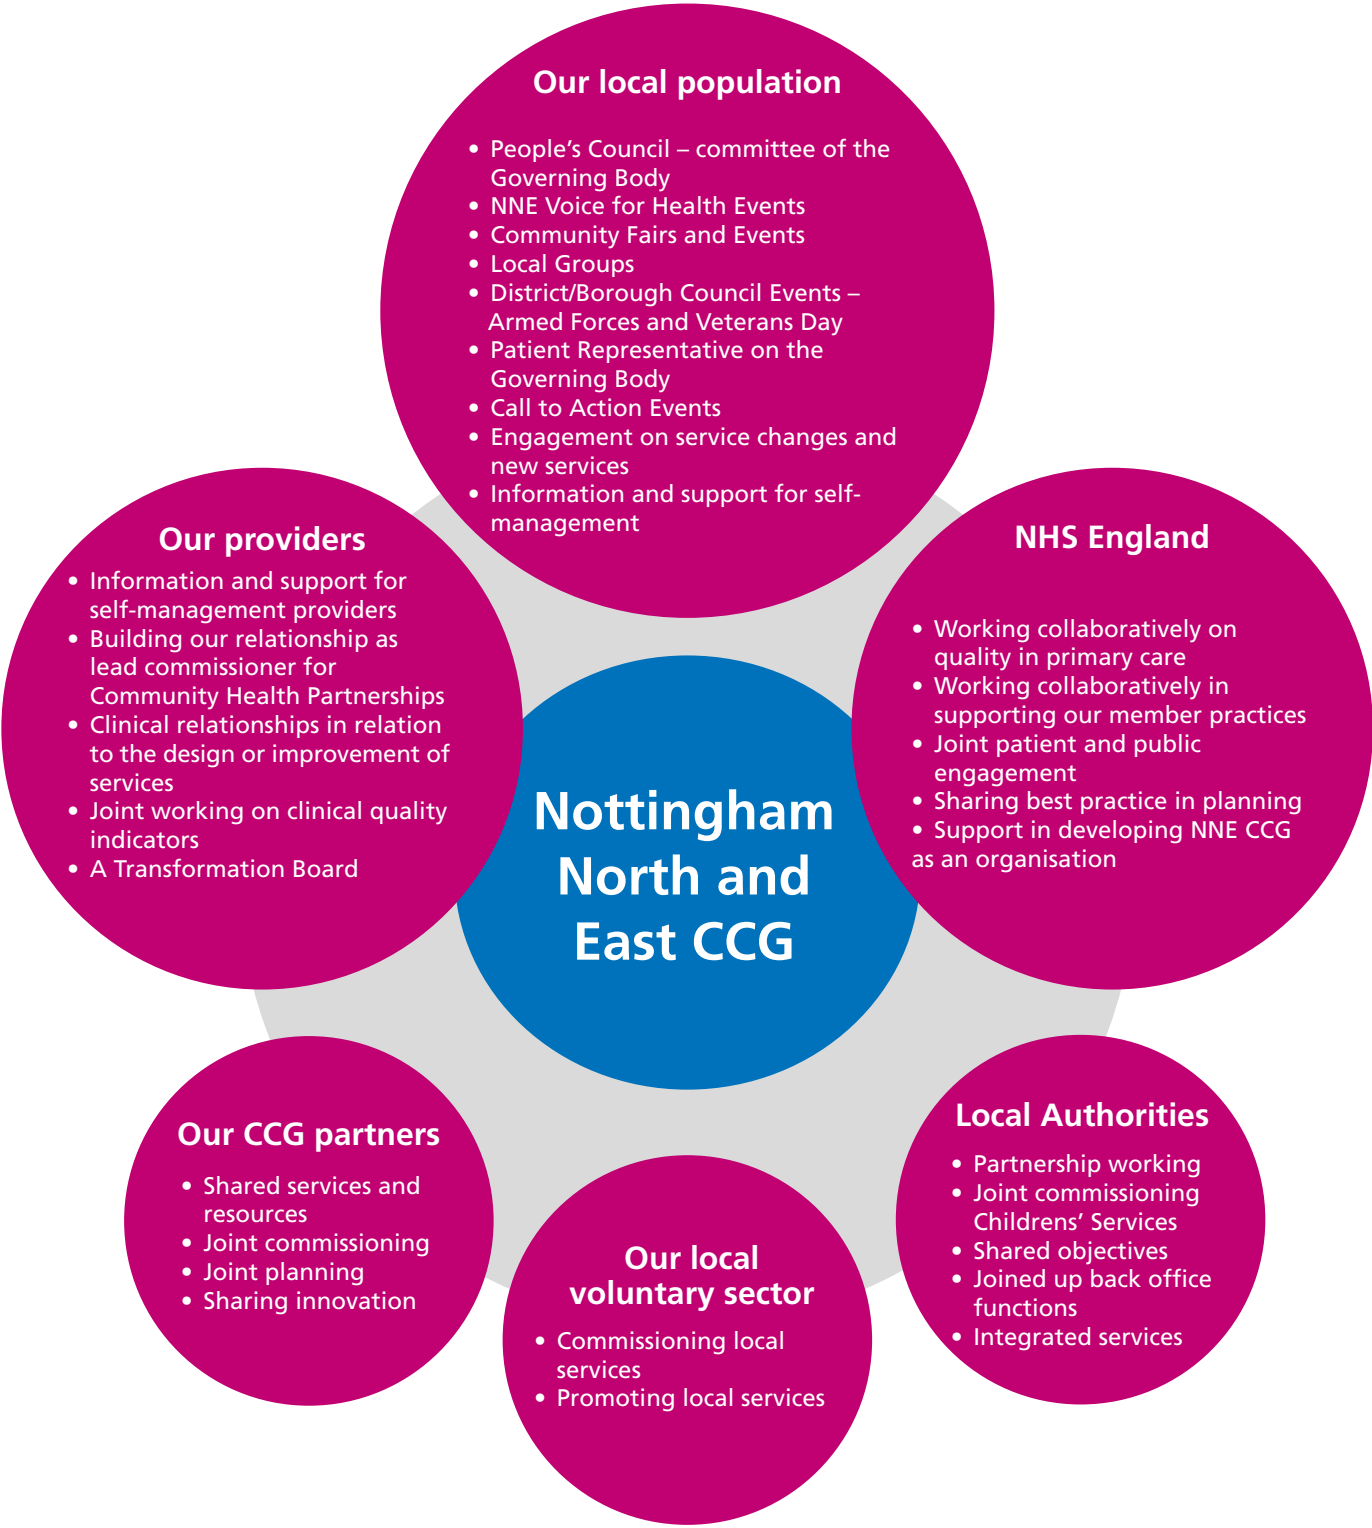 Our local population
• People’s Council – committee of the
Governing Body
• NNE Voice for Health Events
• Community Fairs and Events
• Local Groups
• District/Borough Council Events –
Armed Forces and Veterans Day
• Patient Representative on the
Governing Body
• Call to Action Events
• Engagement on service changes and
new services
• Information and support for self-
management
Our providers
• Information and support for
self-management providers
• Building our relationship as
lead commissioner for
Community Health Partnerships
• Clinical relationships in relation
to the design or improvement of
services
• Joint working on clinical quality
indicators
• A Transformation Board
NHS England
• Working collaboratively on
quality in primary care
• Working collaboratively in
supporting our member practices
• Joint patient and public
engagement
• Sharing best practice in planning
• Support in developing NNE CCG
as an organisation
Nottingham
North and
East CCG
Our CCG partners
• Shared services and
resources
• Joint commissioning
• Joint planning
• Sharing innovation
Our local
voluntary sector
• Commissioning local
services
• Promoting local services
Local Authorities
• Partnership working
• Joint commissioning
Childrens’ Services
• Shared objectives
• Joined up back office
functions
• Integrated services